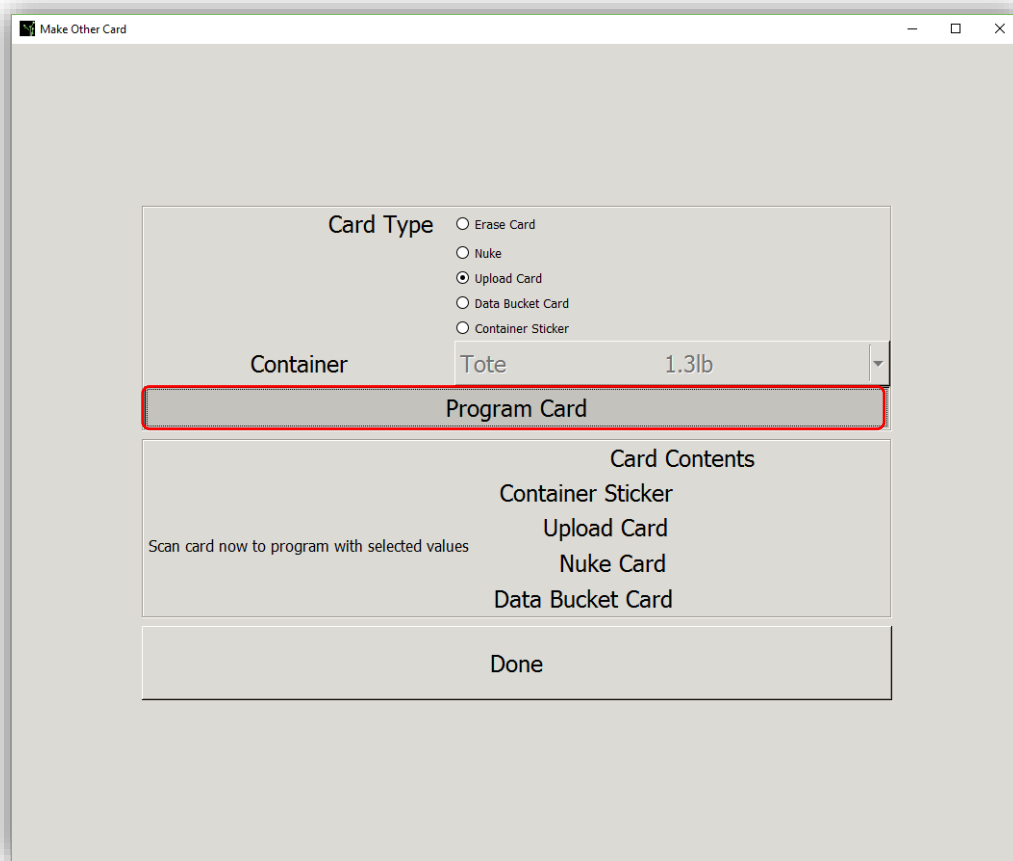 Make Other Card
Card Type
Erase Card
Nuke
Upload Card
Data Bucket Card
Container Sticker
Container
Tote 1.3lb
Program Card
Card Contents
Container Sticker
Upload Card
Scan card now to program with selected values
Nuke Card
Data Bucket Card
Done